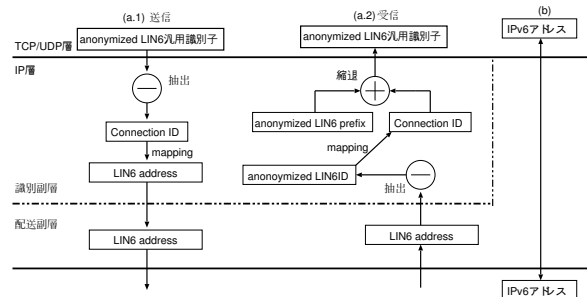 (a.1) 送信
(a.2) 受信
(b)
TCP/UDP層
anonymized LIN6汎用識別子
anonymized LIN6汎用識別子
IPv6アドレス
IP層
抽出
縮退
Connection ID
anonymized LIN6 prefix
Connection ID
mapping
mapping
LIN6 address
anonoymized LIN6ID
抽出
識別副層
配送副層
LIN6 address
LIN6 address
IPv6アドレス